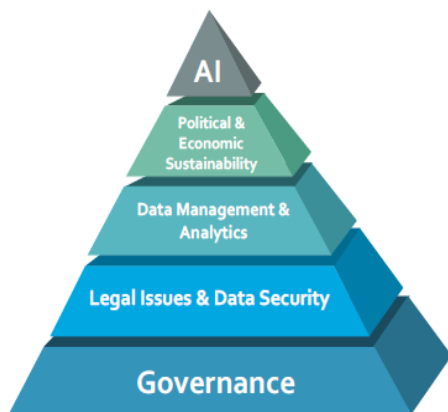 AI
Political &
Economic
Sustainability
Data Management &
Analytics
Legal Issues & Data Security
Governance